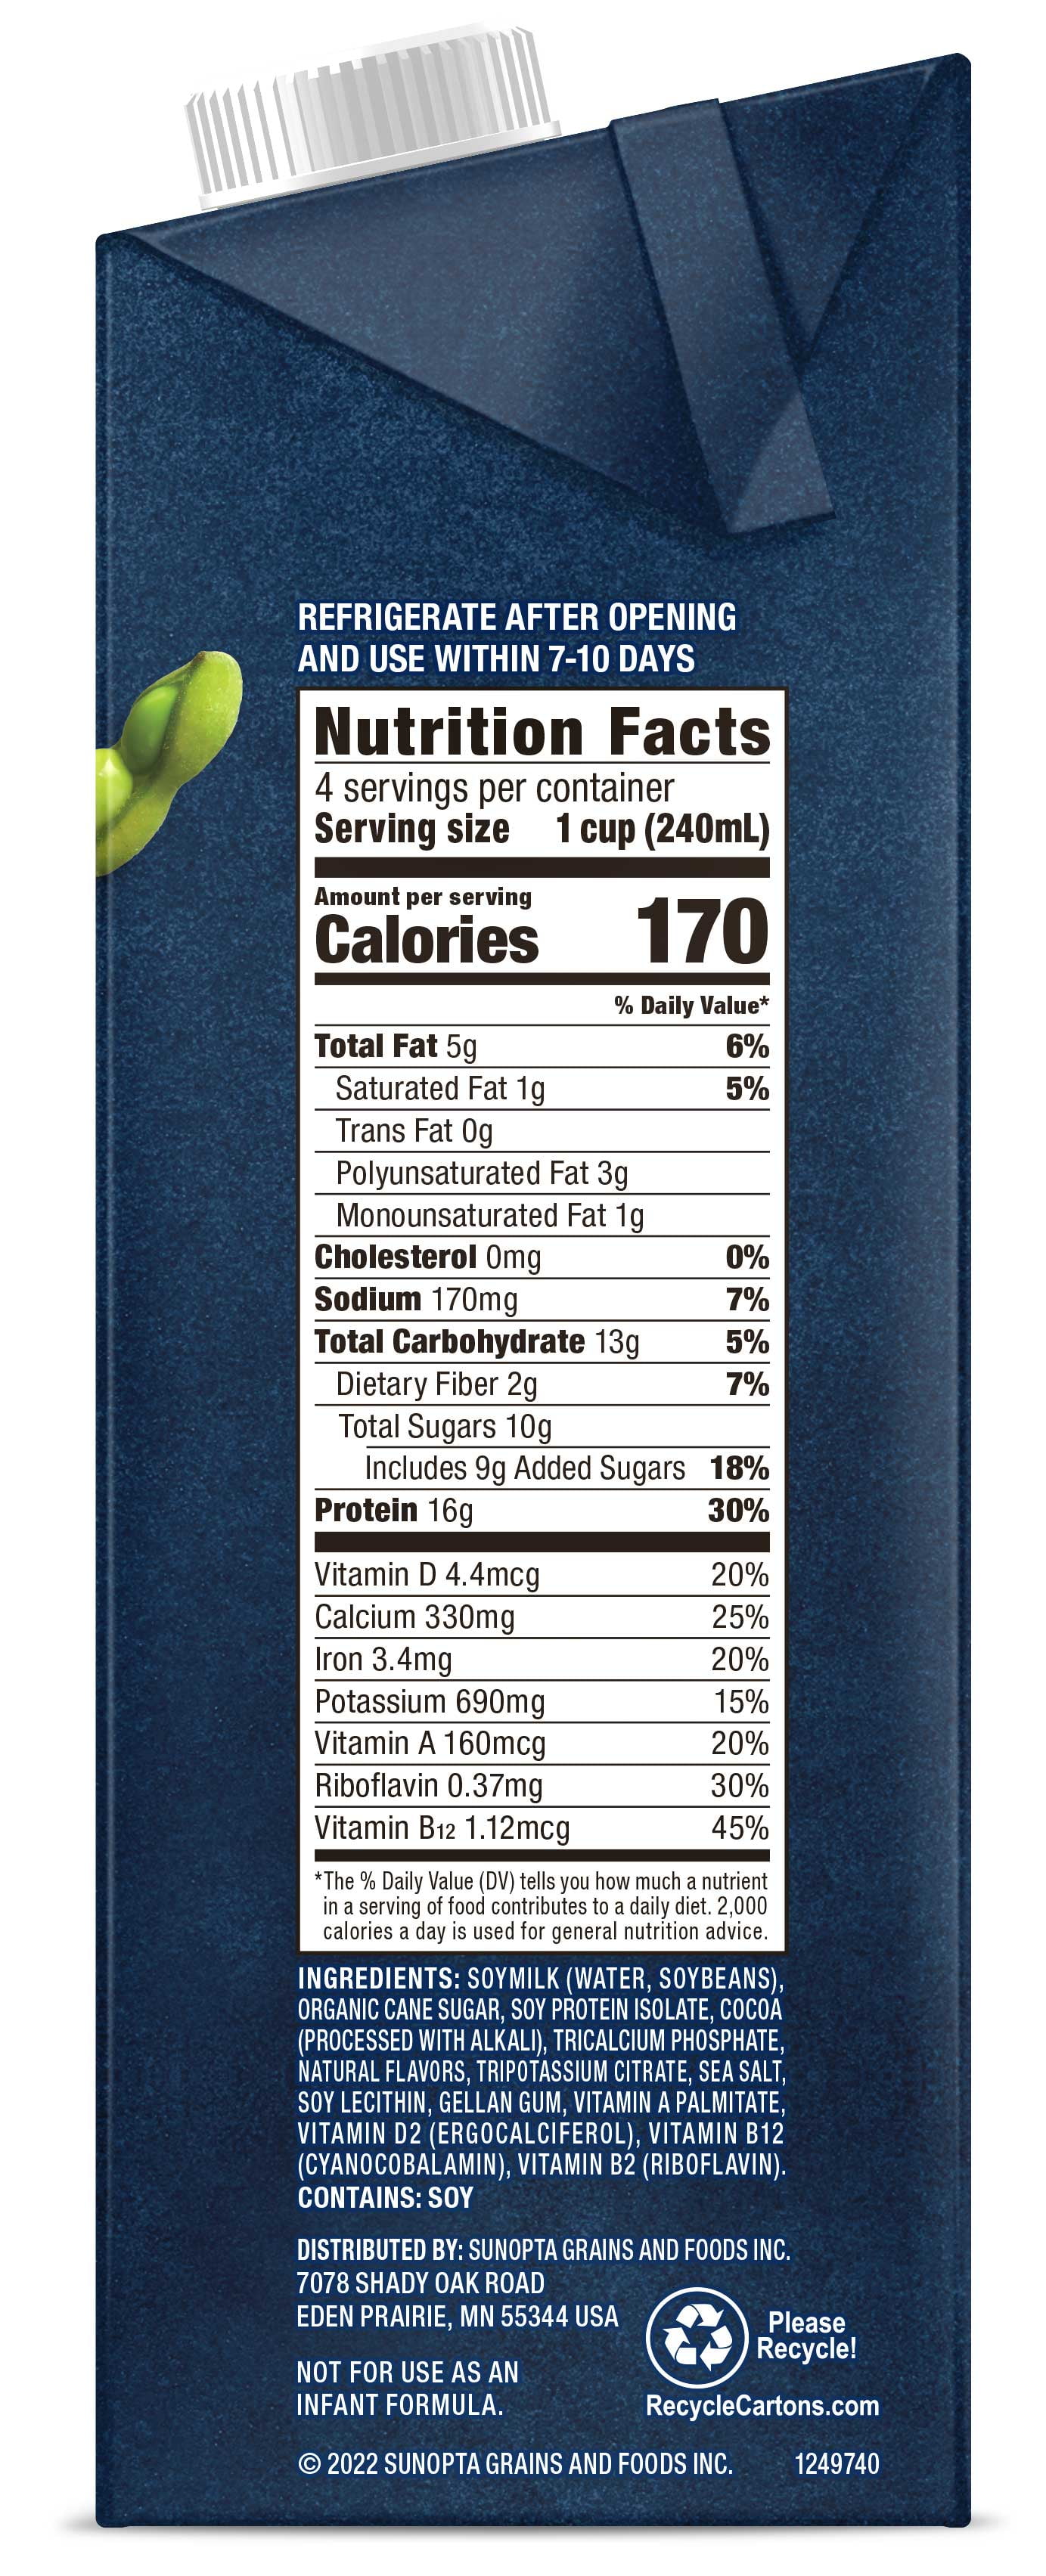 REFRIGERATE AFTER OPENING
AND USE WITHIN 7-10 DAYS
Nutrition Facts
4 servings per container
Serving size 1 cup (240mL)
Amount per serving
Calories 170
% Daily Value*
Total Fat 5g 6%
Saturated Fat 1g 5%
Trans Fat 0g
Polyunsaturated Fat 3g
Monounsaturated Fat 1g
Cholesterol 0mg 0%
Sodium 170mg 7%
Total Carbohydrate 13g 5%
Dietary Fiber 2g 7%
Total Sugars 10g
Includes 9g Added Sugars 18%
Protein 16g 30%
Vitamin D 4.4mcg 20%
Calcium 330mg 25%
Iron 3.4mg 20%
Potassium 690mg 15%
Vitamin A 160mcg 20%
Riboflavin 0.37mg 30%
Vitamin B12 1.12mcg 45%
*The % Daily Value (DV) tells you how much a nutrient
in a serving of food contributes to a daily diet. 2,000
calories a day is used for general nutrition advice.
INGREDIENTS: SOYMILK (WATER, SOYBEANS),
ORGANIC CANE SUGAR, SOY PROTEIN ISOLATE, COCOA
(PROCESSED WITH ALKALI), TRICALCIUM PHOSPHATE,
NATURAL FLAVORS, TRIPOTASSIUM CITRATE, SEA SALT,
SOY LECITHIN, GELLAN GUM, VITAMIN A PALMITATE,
VITAMIN D2 (ERGOCALCIFEROL), VITAMIN B12
(CYANOCOBALAMIN), VITAMIN B2 (RIBOFLAVIN).
CONTAINS: SOY
DISTRIBUTED BY: SUNOPTA GRAINS AND FOODS INC.
7078 SHADY OAK ROAD
EDEN PRAIRIE, MN 55344 USA
Please
Recycle!
RecycleCartons.com
NOT FOR USE AS AN
INFANT FORMULA.
© 2022 SUNOPTA GRAINS AND FOODS INC. 1249740